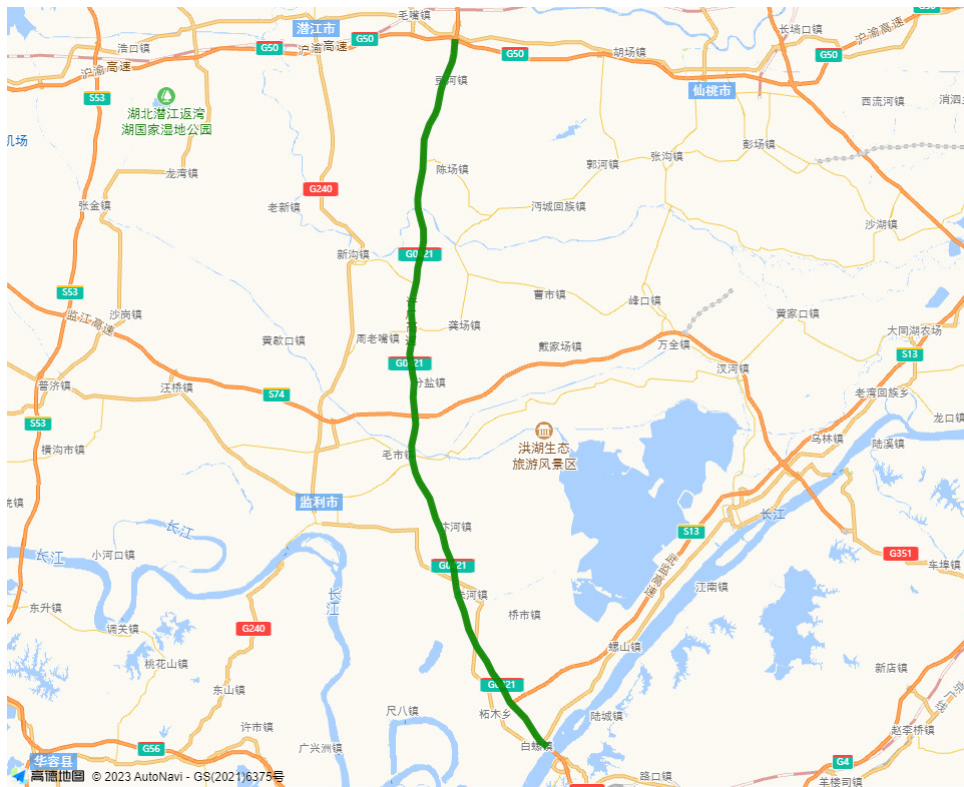 毛嘴镇
潜江市
G50
沪渝高速
G50
浩口镇
沪渝高速
S53
G50
胡场镇
长埫口镇
G50
沪渝高速
仙桃市
西流河镇
湖北潜江返湾
湖国家湿地公园
机场
彭场镇
张沟镇
郭河镇
陈场镇
龙湾镇
G240
张金镇
老新镇
沔城回族镇
沙湖镇
新沟镇
S53
沙岗镇
监江高速
曹市镇
峰口镇
黄家口镇
大同湖农场
龚场镇
周老嘴镇
黄歇口镇
戴家场镇
万全镇
S13
汊河镇
普济镇
汪桥镇
S74
老湾回族乡
龙口镇
S53
横沟市镇
毛市镇
洪湖生态
旅游风景区
乌林镇
陆溪镇
监利市
长江
长江
长江
小河口镇
S13
G351
车埠镇
武监高速
江南镇
长江
东升镇
调关镇
G240
桥市镇
螺山镇
桃花山镇
新店镇
东山镇
尺八镇
柘木乡
陆城镇
许市镇
广兴洲镇
白螺镇
赵李桥镇
京广线
G56
华容县
G4
路口镇
羊楼司镇
高德地图 © 2023 AutoNavi - GS(2021)6375号